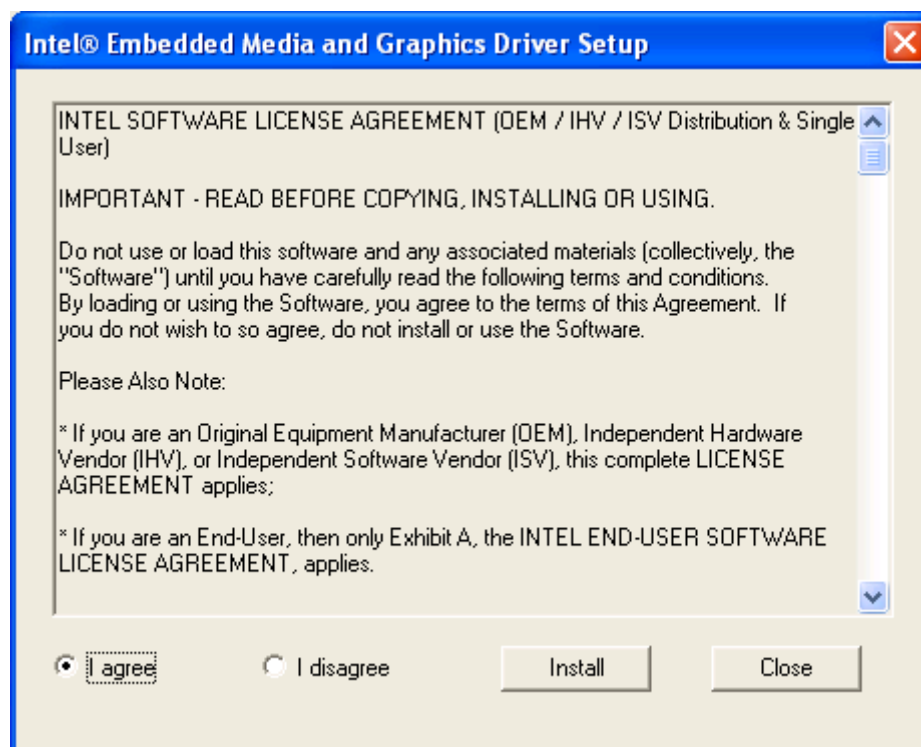 Intel® Embedded Media and Graphics Driver Setup
INTEL SOFTWARE LICENSE AGREEMENT (OEM / IHV / ISV Distribution & Single
User)
IMPORTANT - READ BEFORE COPYING, INSTALLING OR USING.
Do not use or load this software and any associated materials (collectively, the
"Software") until you have carefully read the following terms and conditions.
By loading or using the Software, you agree to the terms of this Agreement.  If
you do not wish to so agree, do not install or use the Software.
Please Also Note:
* If you are an Original Equipment Manufacturer (OEM), Independent Hardware
Vendor (IHV), or Independent Software Vendor (ISV), this complete LICENSE
AGREEMENT applies;
* If you are an End-User, then only Exhibit A, the INTEL END-USER SOFTWARE
LICENSE AGREEMENT, applies.
I agree
I disagree
Install
Close